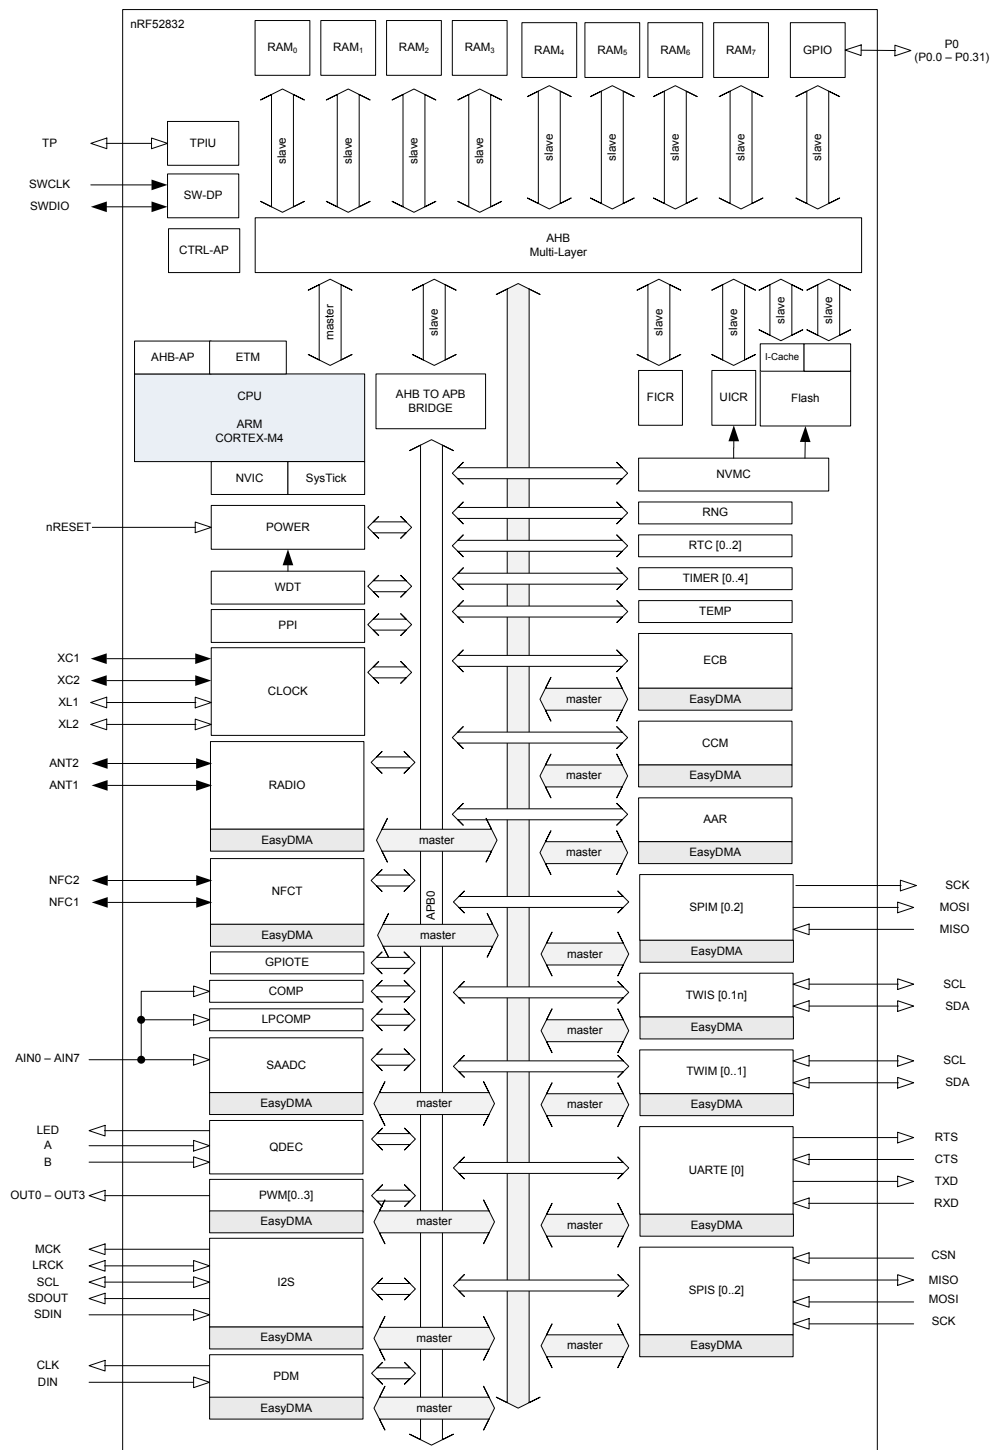 nRF52832
RAM0
RAM1
RAM2
RAM3
RAM4
RAM5
RAM6
RAM7
GPIO
P0
(P0.0 – P0.31)
slave
slave
slave
slave
slave
slave
slave
slave
slave
TP
TPIU
SWCLK
SWDIO
SW-DP
CTRL-AP
AHB
Multi-Layer
master
slave
slave
slave
slave
slave
AHB-AP
ETM
CPU
ARM
CORTEX-M4
NVIC
SysTick
AHB TO APB
BRIDGE
FICR
UICR
I-Cache
Flash
NVMC
nRESET
POWER
RNG
RTC [0..2]
WDT
TIMER [0..4]
PPI
TEMP
XC1
XC2
XL1
XL2
CLOCK
ECB
master
EasyDMA
ANT2
ANT1
RADIO
EasyDMA
master
CCM
master
EasyDMA
AAR
master
EasyDMA
NFC2
NFC1
NFCT
EasyDMA
master
APB0
SPIM [0.2]
master
EasyDMA
SCK
MOSI
MISO
GPIOTE
COMP
LPCOMP
TWIS [0.1n]
master
EasyDMA
SCL
SDA
AIN0 – AIN7
SAADC
EasyDMA
master
TWIM [0..1]
master
EasyDMA
SCL
SDA
LED
A
B
QDEC
UARTE [0]
master
EasyDMA
RTS
CTS
TXD
RXD
OUT0 – OUT3
PWM[0..3]
EasyDMA
master
MCK
LRCK
SCL
SDOUT
SDIN
I2S
EasyDMA
master
SPIS [0..2]
master
EasyDMA
CSN
MISO
MOSI
SCK
CLK
DIN
PDM
EasyDMA
master